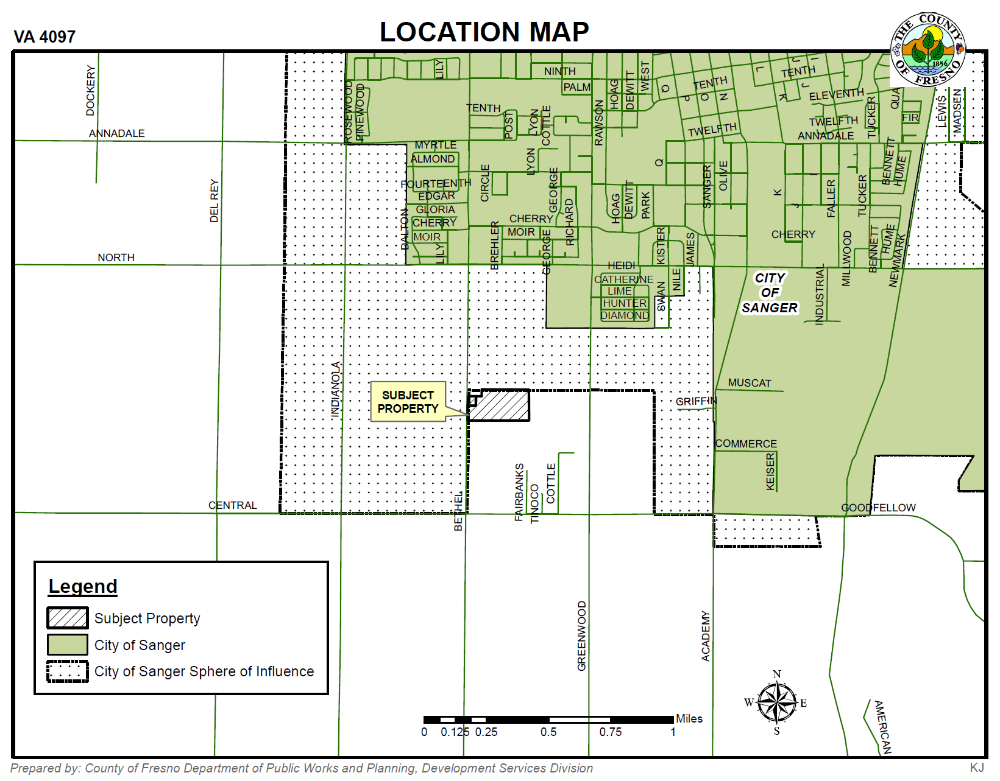 VA 4097
LOCATION MAP
THE COUNTY
OF FRESNO
1856
DOCKERY
LILY
NINTH
PALM
WEST
HOAG
DEWITT
Q
P
O
N
TENTH
L
J
I
TENTH
J
K
ELEVENTH
QUA
LEWIS
MADSEN
ROSEWOOD
PINEWOOD
TENTH
POST
LYON
COTTLE
RAWSON
TWELFTH
TWELFTH
TUCKER
FIR
ANNADALE
ANNADALE
MYRTLE
ALMOND
LYON
Q
BENNETT
HUME
FOURTEENTH
CIRCLE
GEORGE
SANGER
OLIVE
I
EDGAR
DEL REY
GLORIA
HOAG
DEWITT
PARK
K
J
FALLER
TUCKER
DALTON
CHERRY
CHERRY
RICHARD
MOIR
MOIR
CHERRY
LILY
BREHLER
GEORGE
KISTER
JAMES
MILLWOOD
BENNETT
HUME
NEWMARK
NORTH
HEIDI
CATHERINE
LIME
HUNTER
DIAMOND
SWAN
NILE
CITY
OF
SANGER
INDUSTRIAL
INDIANOLA
SUBJECT
PROPERTY
MUSCAT
GRIFFIN
COMMERCE
KEISER
FAIRBANKS
TINOCO
COTTLE
BETHEL
CENTRAL
GOODFELLOW
Legend
Subject Property
City of Sanger
City of Sanger Sphere of Influence
GREENWOOD
ACADEMY
AMERICAN
N
W
E
S
Miles
0 0.125 0.25 0.5 0.75 1
Prepared by: County of Fresno Department of Public Works and Planning, Development Services Division
KJ